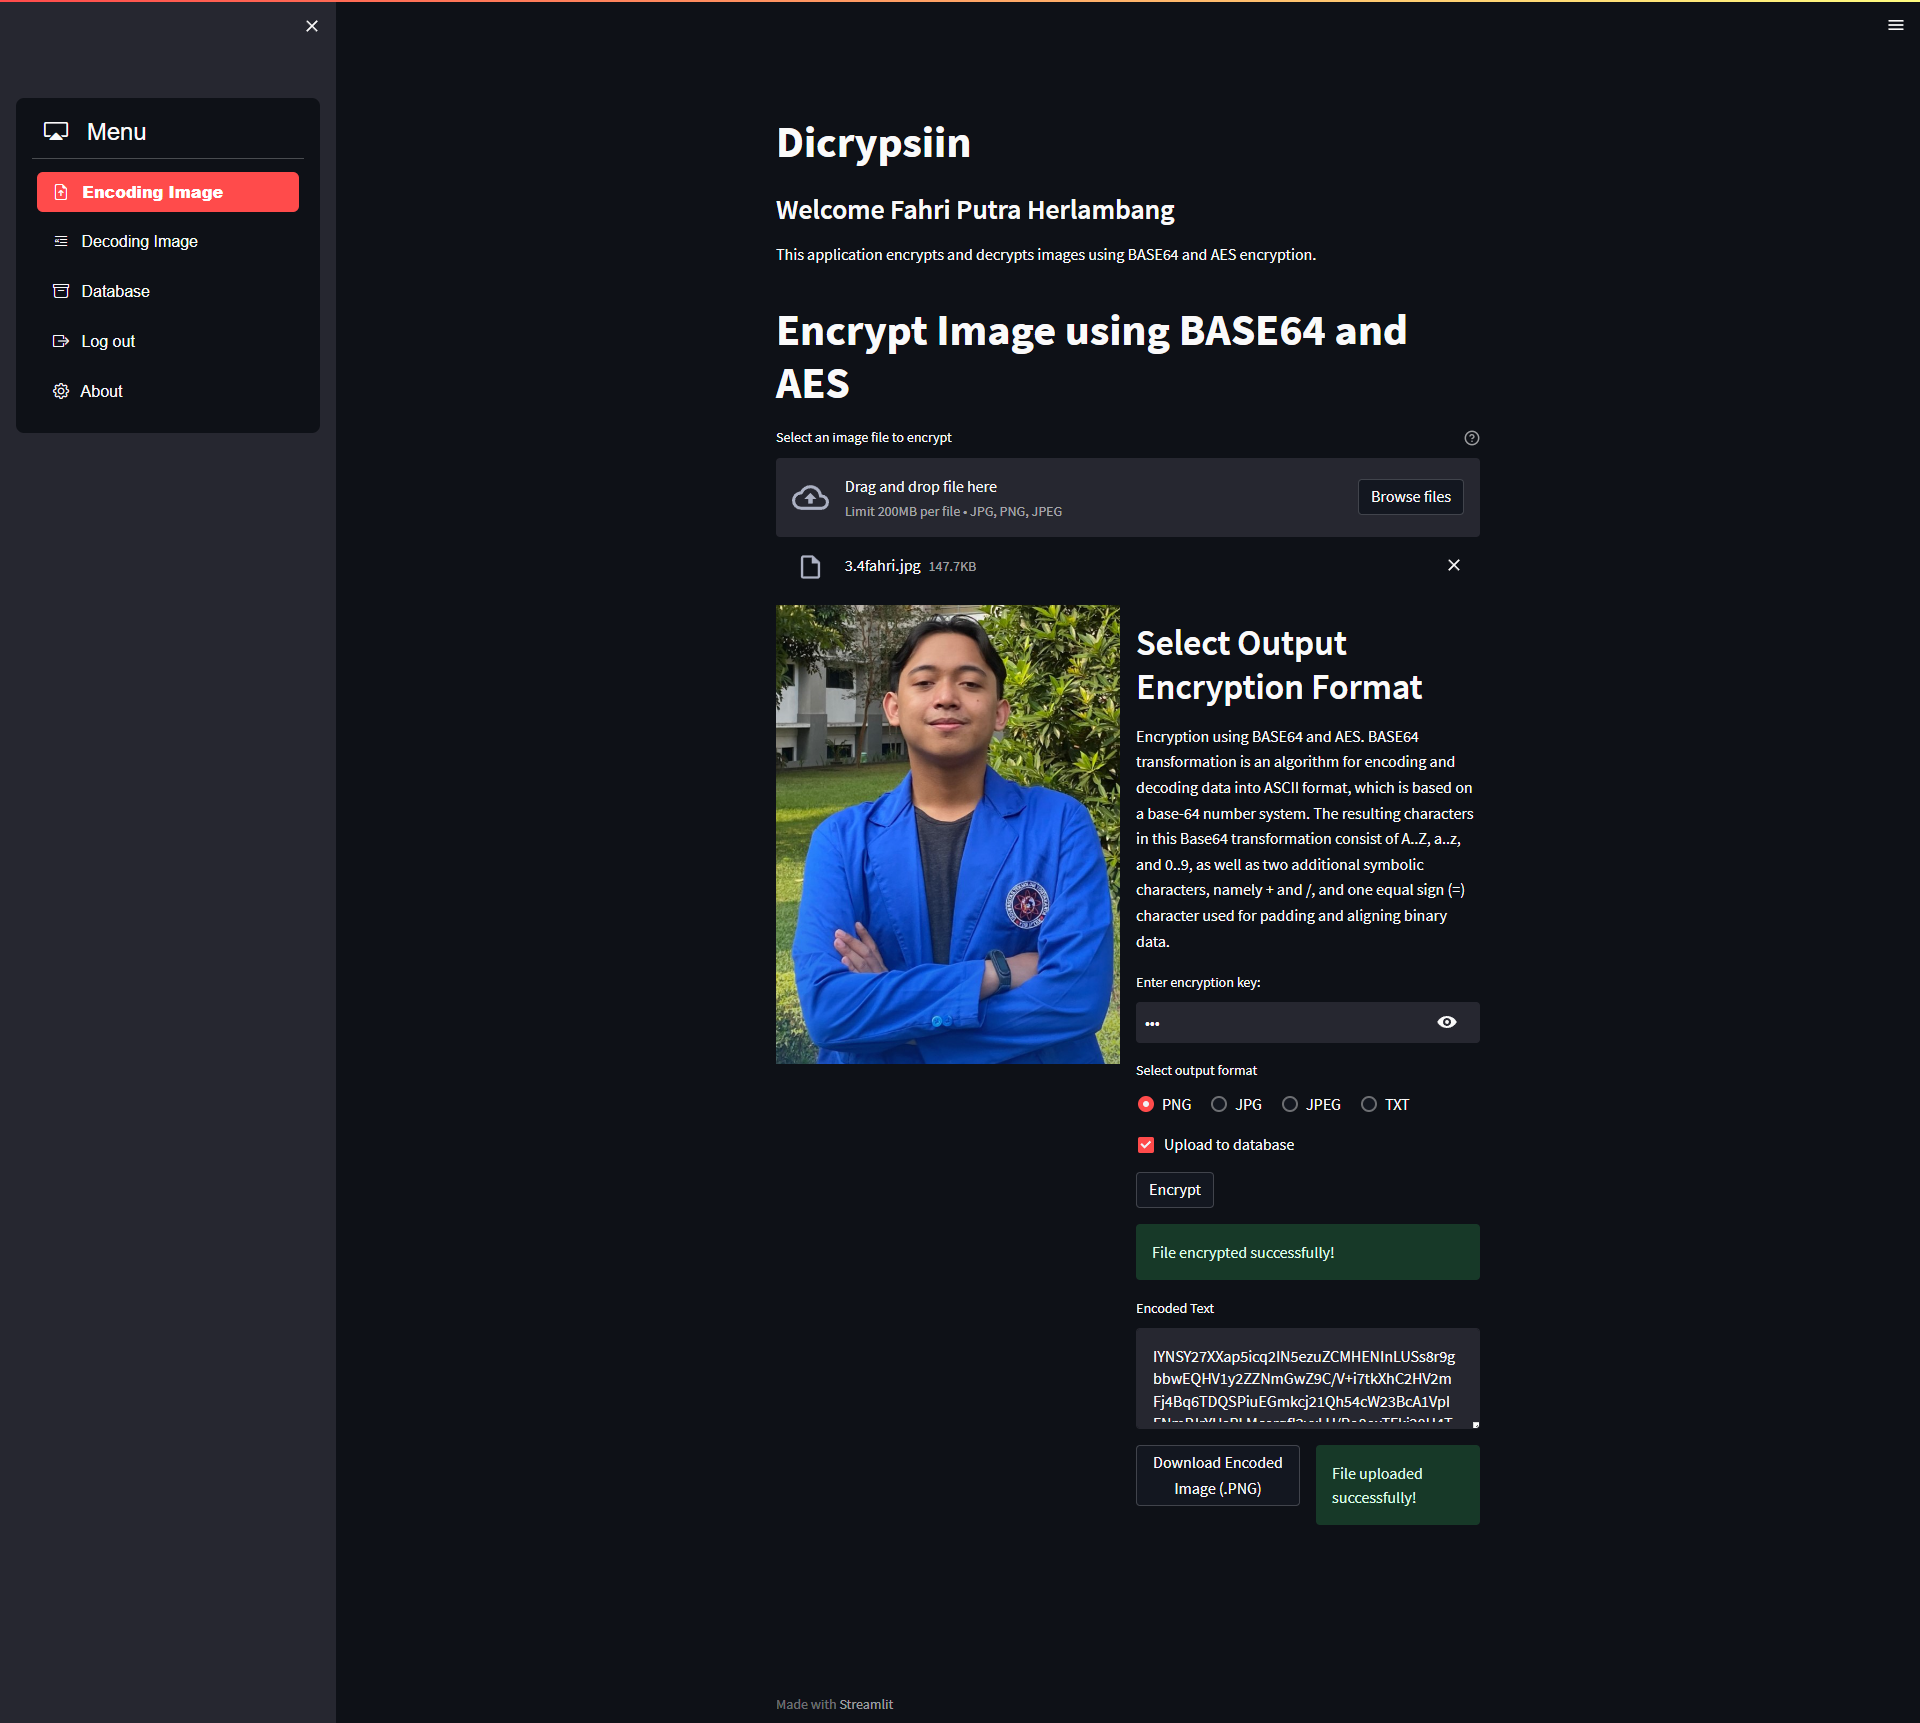 Menu
Encoding Image
Decoding Image
Database
Log out
About
Dicrypsiin
Welcome Fahri Putra Herlambang
This application encrypts and decrypts images using BASE64 and AES encryption.
Encrypt Image using BASE64 and
AES
Select an image file to encrypt
Drag and drop file here
Limit 200MB per file • JPG, PNG, JPEG
Browse files
3.4fahri.jpg 147.7KB
Select Output
Encryption Format
Encryption using BASE64 and AES. BASE64
transformation is an algorithm for encoding and
decoding data into ASCII format, which is based on
a base-64 number system. The resulting characters
in this Base64 transformation consist of A..Z, a..z,
and 0..9, as well as two additional symbolic
characters, namely + and /, and one equal sign (=)
character used for padding and aligning binary
data.
Enter encryption key:
•••
Select output format
PNG JPG JPEG TXT
Upload to database
Encrypt
File encrypted successfully!
Encoded Text
IYNSY27XXap5icq2IN5ezuZCMHENInLUSs8r9g
bbwEQHV1y2ZZNmGwZ9C/V+i7tkXhC2HV2m
Fj4Bq6TDQSPiuEGmkcj21Qh54cW23BcA1VpI
Download Encoded
Image (.PNG)
File uploaded
successfully!
Made with Streamlit